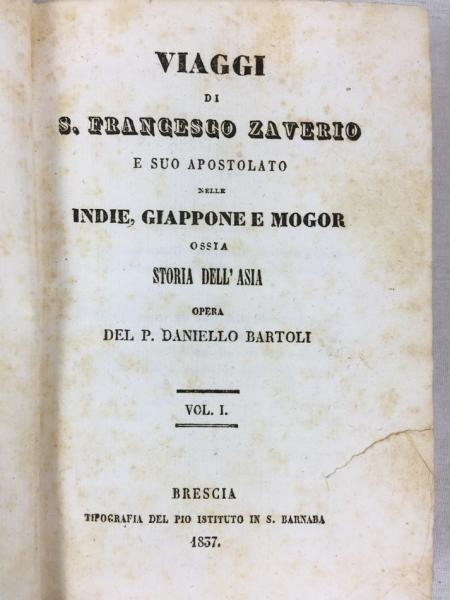 VIAGGI
DI
S. FRANCESCO ZAVERIO
E SUO APOSTOLATO
NELLE
INDIE, GIAPPONE E MOGOR
OSSIA
STORIA DELL' ASIA
OPERA
DEL P. DANIELLO BARTOLI
VOL. I.
BRESCIA
TIPOGRAFIA DEL PIO ISTITUTO IN S. BARNABA
1837.